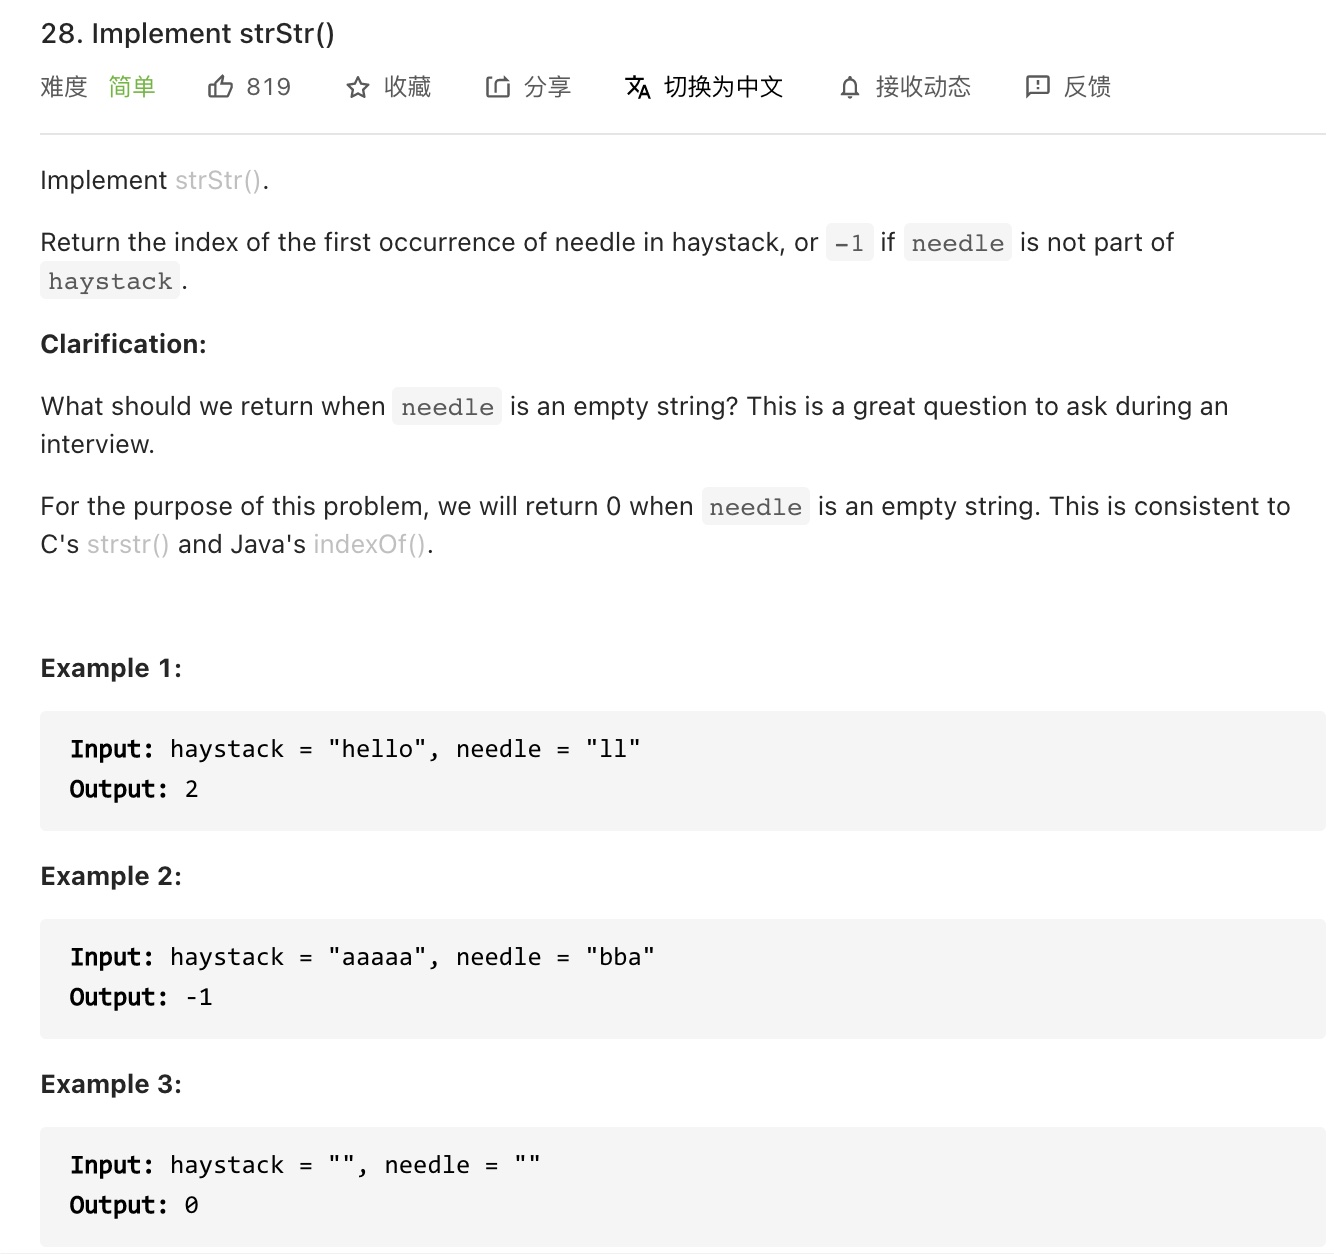 28. Implement strStr()
难度 简单 819 收藏 分享 切换为中文 接收动态 反馈
Implement strStr().
Return the index of the first occurrence of needle in haystack, or -1 if needle is not part of
haystack.
Clarification:
What should we return when needle is an empty string? This is a great question to ask during an
interview.
For the purpose of this problem, we will return 0 when needle is an empty string. This is consistent to
C's strstr() and Java's indexOf().
Example 1:
Input: haystack = "hello", needle = "ll"
Output: 2
Example 2:
Input: haystack = "aaaaa", needle = "bba"
Output: -1
Example 3:
Input: haystack = "", needle = ""
Output: 0